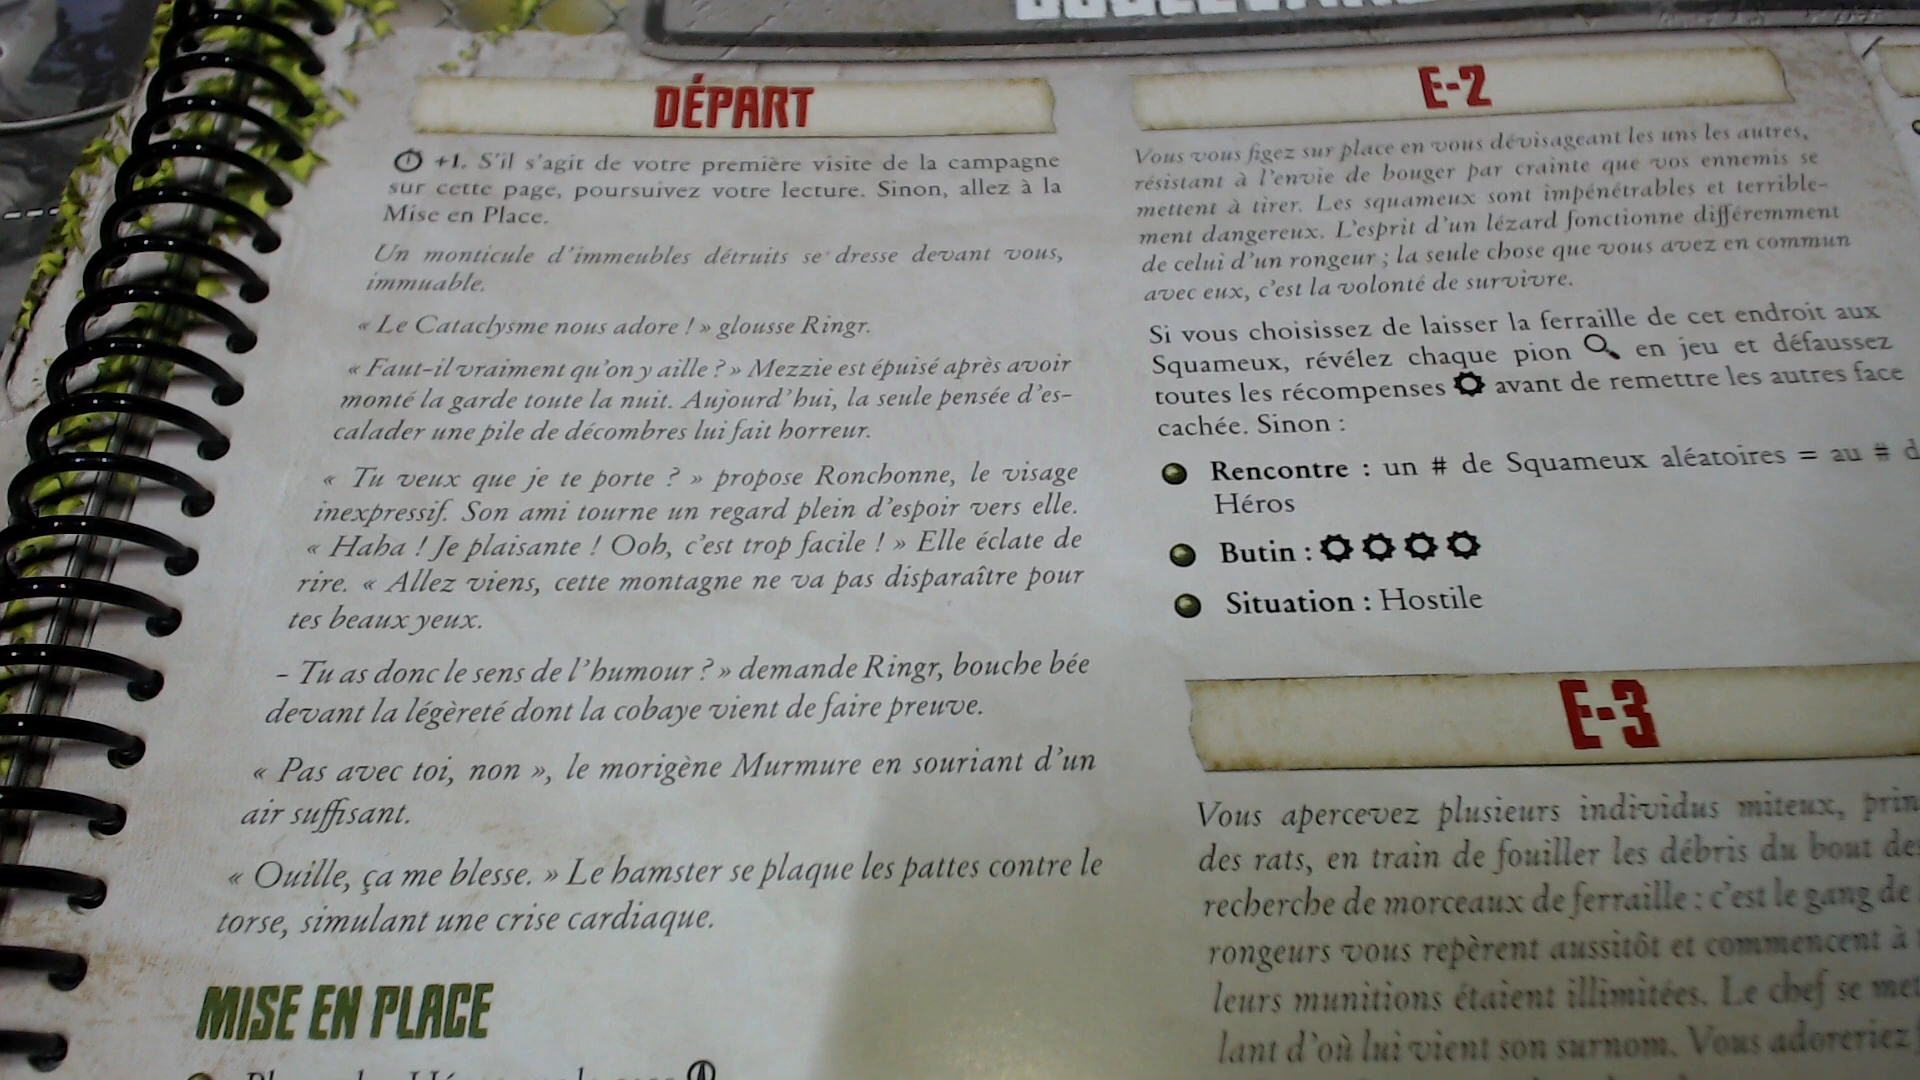 DÉPART
+1. S'il s'agit de votre première visite de la campagne
sur cette page, poursuivez votre lecture. Sinon, allez à la
Mise en Place.
Un monticule d'immeubles détruits se dresse devant vous,
immuable.
« Le Cataclysme nous adore ! » glousse Ringr.
« Faut-il vraiment qu'on y aille ? » Mezzie est épuisé après avoir
monté la garde toute la nuit. Aujourd'hui, la seule pensée d'es-
calader une pile de décombres lui fait horreur.
« Tu veux que je te porte ? » propose Ronchonne, le visage
inexpressif. Son ami tourne un regard plein d'espoir vers elle.
« Haha ! Je plaisante ! Ooh, c'est trop facile ! » Elle éclate de
rire. « Allez viens, cette montagne ne va pas disparaître pour
tes beaux yeux.
– Tu as donc le sens de l'humour ? » demande Ringr, bouche bée
devant la légèreté dont la cobaye vient de faire preuve.
« Pas avec toi, non », le morigène Murmure en souriant d'un
air suffisant.
« Ouille, ça me blesse. » Le hamster se plaque les pattes contre le
torse, simulant une crise cardiaque.
MISE EN PLACE
E-2
Vous vous figez sur place en vous dévisageant les uns les autres,
résistant à l'envie de bouger par crainte que vos ennemis se
mettent à tirer. Les squameux sont impénétrables et terrible-
ment dangereux. L'esprit d'un lézard fonctionne différemment
de celui d'un rongeur ; la seule chose que vous avez en commun
avec eux, c'est la volonté de survivre.
Si vous choisissez de laisser la ferraille de cet endroit aux
Squameux, révélez chaque pion en jeu et défaussez
toutes les récompenses avant de remettre les autres face
cachée. Sinon :
Rencontre : un # de Squameux aléatoires = au # d
Héros
Butin :
Situation : Hostile
E-3
Vous apercevez plusieurs individus miteux, prin
des rats, en train de fouiller les débris du bout de
recherche de morceaux de ferraille : c'est le gang de
rongeurs vous repèrent aussitôt et commencent à
leurs munitions étaient illimitées. Le chef se met
lant d'où lui vient son surnom. Vous adoreriez